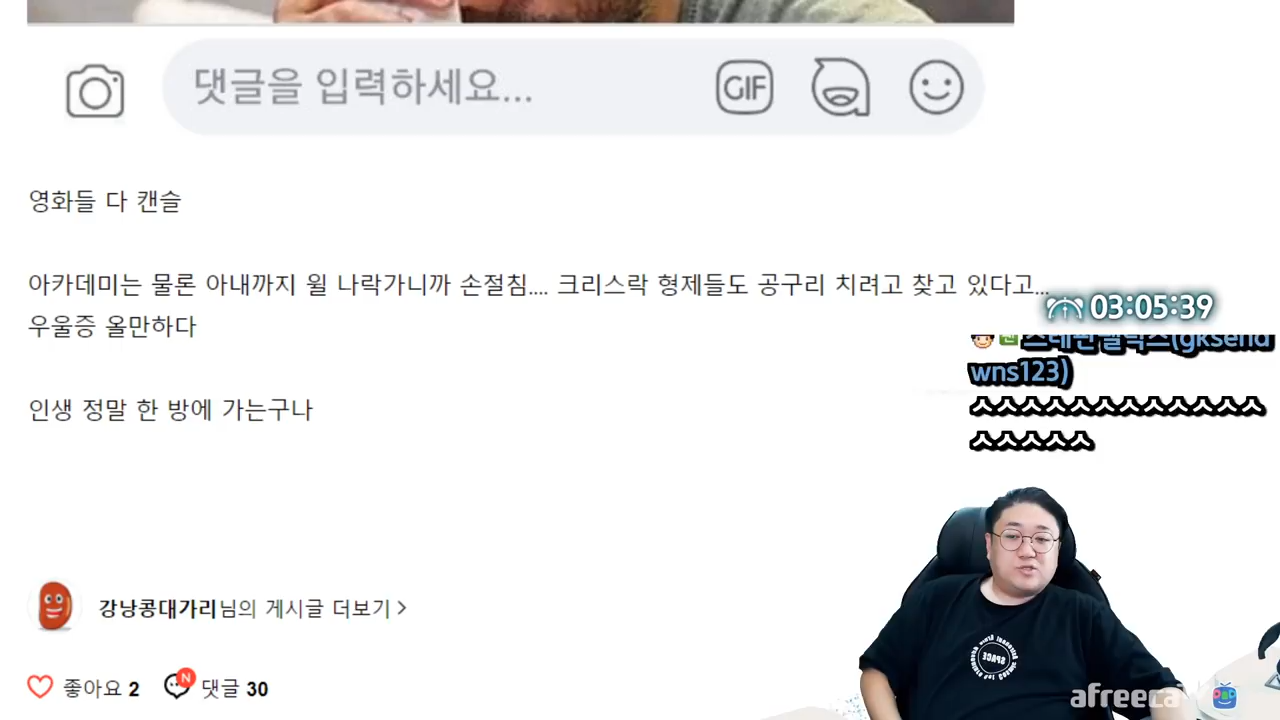 댓글을 입력하세요...
GIF
영화들 다 캔슬
아카데미는 물론 아내까지 윌 나락가니까 손절침.... 크리스락 형제들도 공구리 치려고 찾고 있다고...
우울증 올만하다
인생 정말 한 방에 가는구나
03:05:39
(gksend
wns123)
ㅅㅅㅅㅅㅅㅅㅅㅅㅅㅅㅅㅅ
ㅅㅅㅅㅅㅅ
강낭콩대가리님의 게시글 더보기 >
좋아요 2 N 댓글 30
SPACE
afreeca